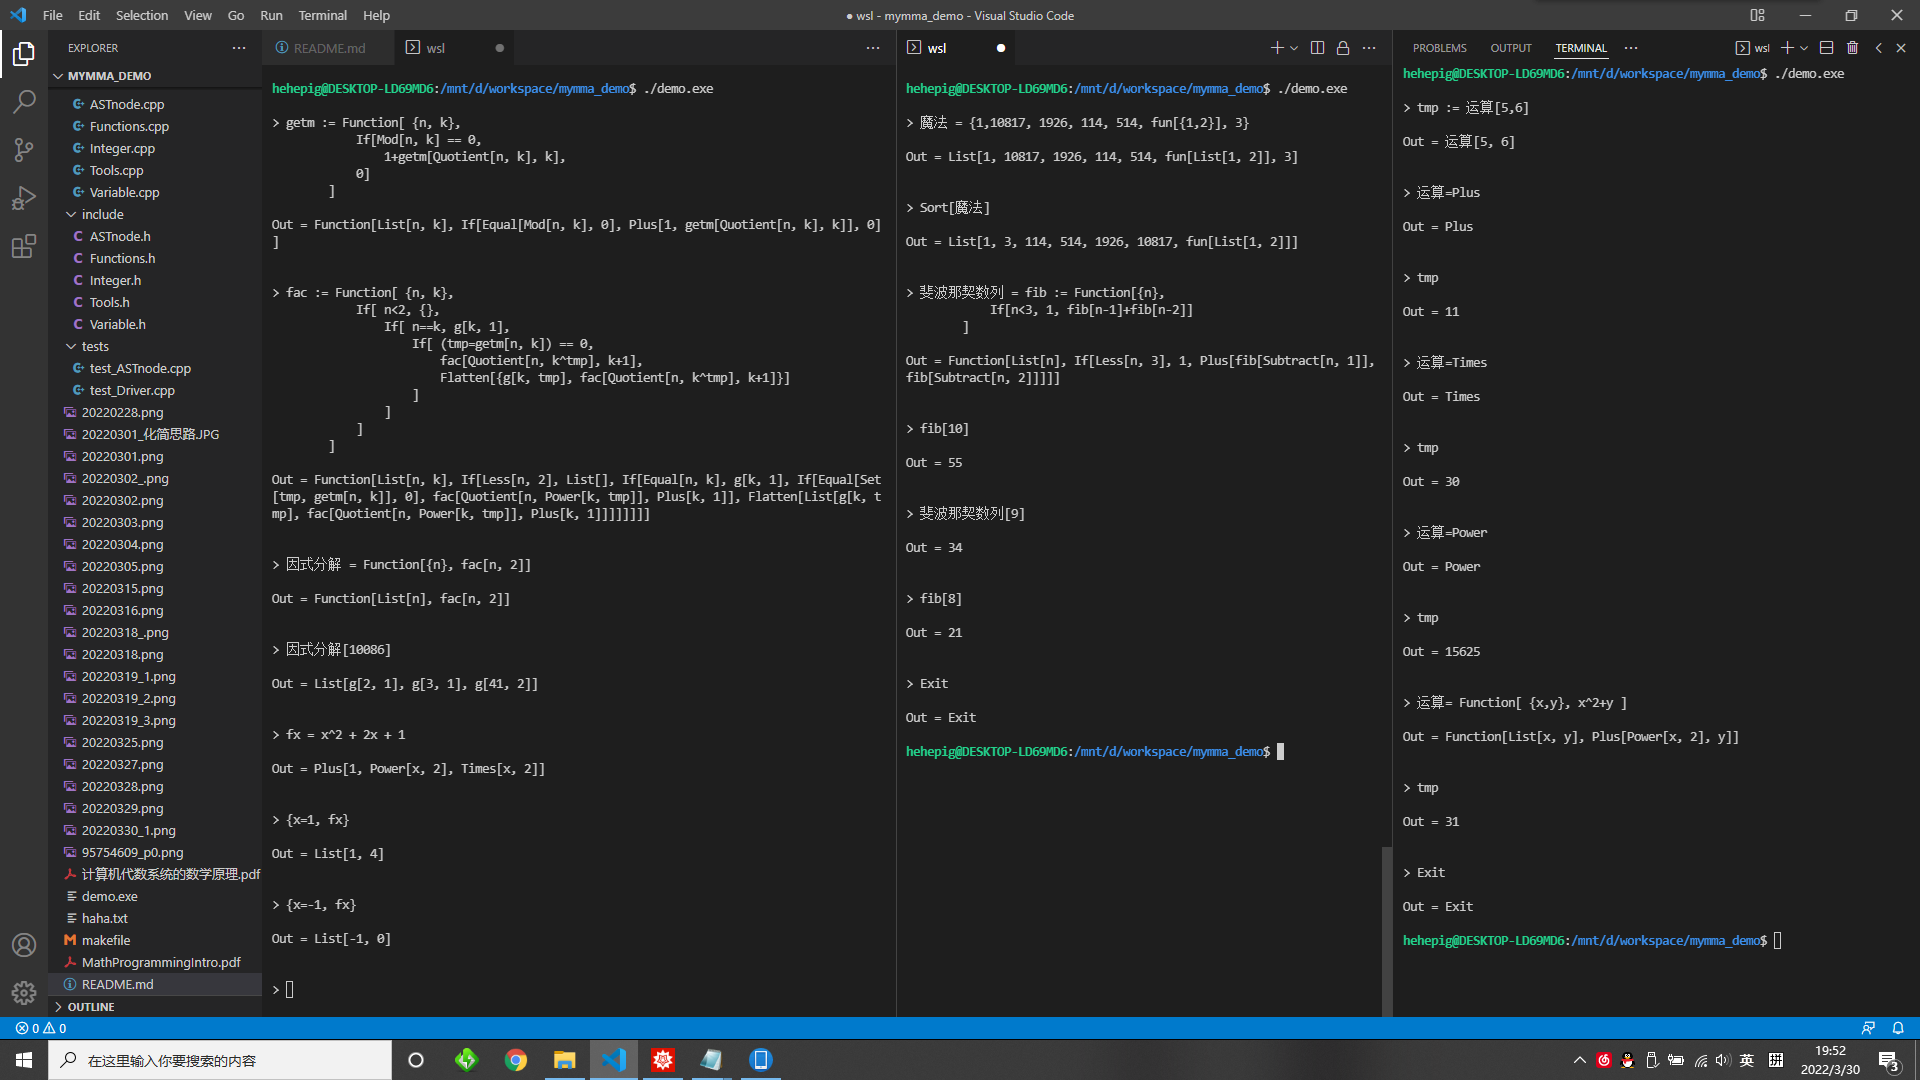 File Edit Selection View Go Run Terminal Help
● wsl - mymma_demo - Visual Studio Code
EXPLORER
MYMMA_DEMO
ASTnode.cpp
Functions.cpp
Integer.cpp
Tools.cpp
Variable.cpp
include
ASTnode.h
Functions.h
Integer.h
Tools.h
Variable.h
tests
test_ASTnode.cpp
test_Driver.cpp
20220228.png
20220301_化简思路.JPG
20220301.png
20220302_.png
20220302.png
20220303.png
20220304.png
20220305.png
20220315.png
20220316.png
20220318_.png
20220318.png
20220319_1.png
20220319_2.png
20220319_3.png
20220325.png
20220327.png
20220328.png
20220329.png
20220330_1.png
95754609_p0.png
计算机代数系统的数学原理.pdf
demo.exe
haha.txt
makefile
MathProgrammingIntro.pdf
README.md
OUTLINE
README.md
wsl
hehepig@DESKTOP-LD69MD6:/mnt/d/workspace/mymma_demo$ ./demo.exe
> getm := Function[ {n, k},
If[Mod[n, k] == 0,
1+getm[Quotient[n, k], k],
0]
]
Out = Function[List[n, k], If[Equal[Mod[n, k], 0], Plus[1, getm[Quotient[n, k], k]], 0]
]
> fac := Function[ {n, k},
If[ n<2, {},
If[ n==k, g[k, 1],
If[ (tmp=getm[n, k]) == 0,
fac[Quotient[n, k^tmp], k+1],
Flatten[{g[k, tmp], fac[Quotient[n, k^tmp], k+1]}]
]
]
]
]
Out = Function[List[n, k], If[Less[n, 2], List[], If[Equal[n, k], g[k, 1], If[Equal[Set
[tmp, getm[n, k]], 0], fac[Quotient[n, Power[k, tmp]], Plus[k, 1]], Flatten[List[g[k, t
mp], fac[Quotient[n, Power[k, tmp]], Plus[k, 1]]]]]]]]
> 因式分解 = Function[{n}, fac[n, 2]]
Out = Function[List[n], fac[n, 2]]
> 因式分解[10086]
Out = List[g[2, 1], g[3, 1], g[41, 2]]
> fx = x^2 + 2x + 1
Out = Plus[1, Power[x, 2], Times[x, 2]]
> {x=1, fx}
Out = List[1, 4]
> {x=-1, fx}
Out = List[-1, 0]
>
wsl
hehepig@DESKTOP-LD69MD6:/mnt/d/workspace/mymma_demo$ ./demo.exe
> 魔法 = {1,10817, 1926, 114, 514, fun[{1,2}], 3}
Out = List[1, 10817, 1926, 114, 514, fun[List[1, 2]], 3]
> Sort[魔法]
Out = List[1, 3, 114, 514, 1926, 10817, fun[List[1, 2]]]
> 斐波那契数列 = fib := Function[{n},
If[n<3, 1, fib[n-1]+fib[n-2]]
]
Out = Function[List[n], If[Less[n, 3], 1, Plus[fib[Subtract[n, 1]],
fib[Subtract[n, 2]]]]]
> fib[10]
Out = 55
> 斐波那契数列[9]
Out = 34
> fib[8]
Out = 21
> Exit
Out = Exit
hehepig@DESKTOP-LD69MD6:/mnt/d/workspace/mymma_demo$
PROBLEMS OUTPUT TERMINAL
wsl
hehepig@DESKTOP-LD69MD6:/mnt/d/workspace/mymma_demo$ ./demo.exe
> tmp := 运算[5,6]
Out = 运算[5, 6]
> 运算=Plus
Out = Plus
> tmp
Out = 11
> 运算=Times
Out = Times
> tmp
Out = 30
> 运算=Power
Out = Power
> tmp
Out = 15625
> 运算= Function[ {x,y}, x^2+y ]
Out = Function[List[x, y], Plus[Power[x, 2], y]]
> tmp
Out = 31
> Exit
Out = Exit
hehepig@DESKTOP-LD69MD6:/mnt/d/workspace/mymma_demo$
0 0
在这里输入你要搜索的内容
英 拼
19:52
2022/3/30
3